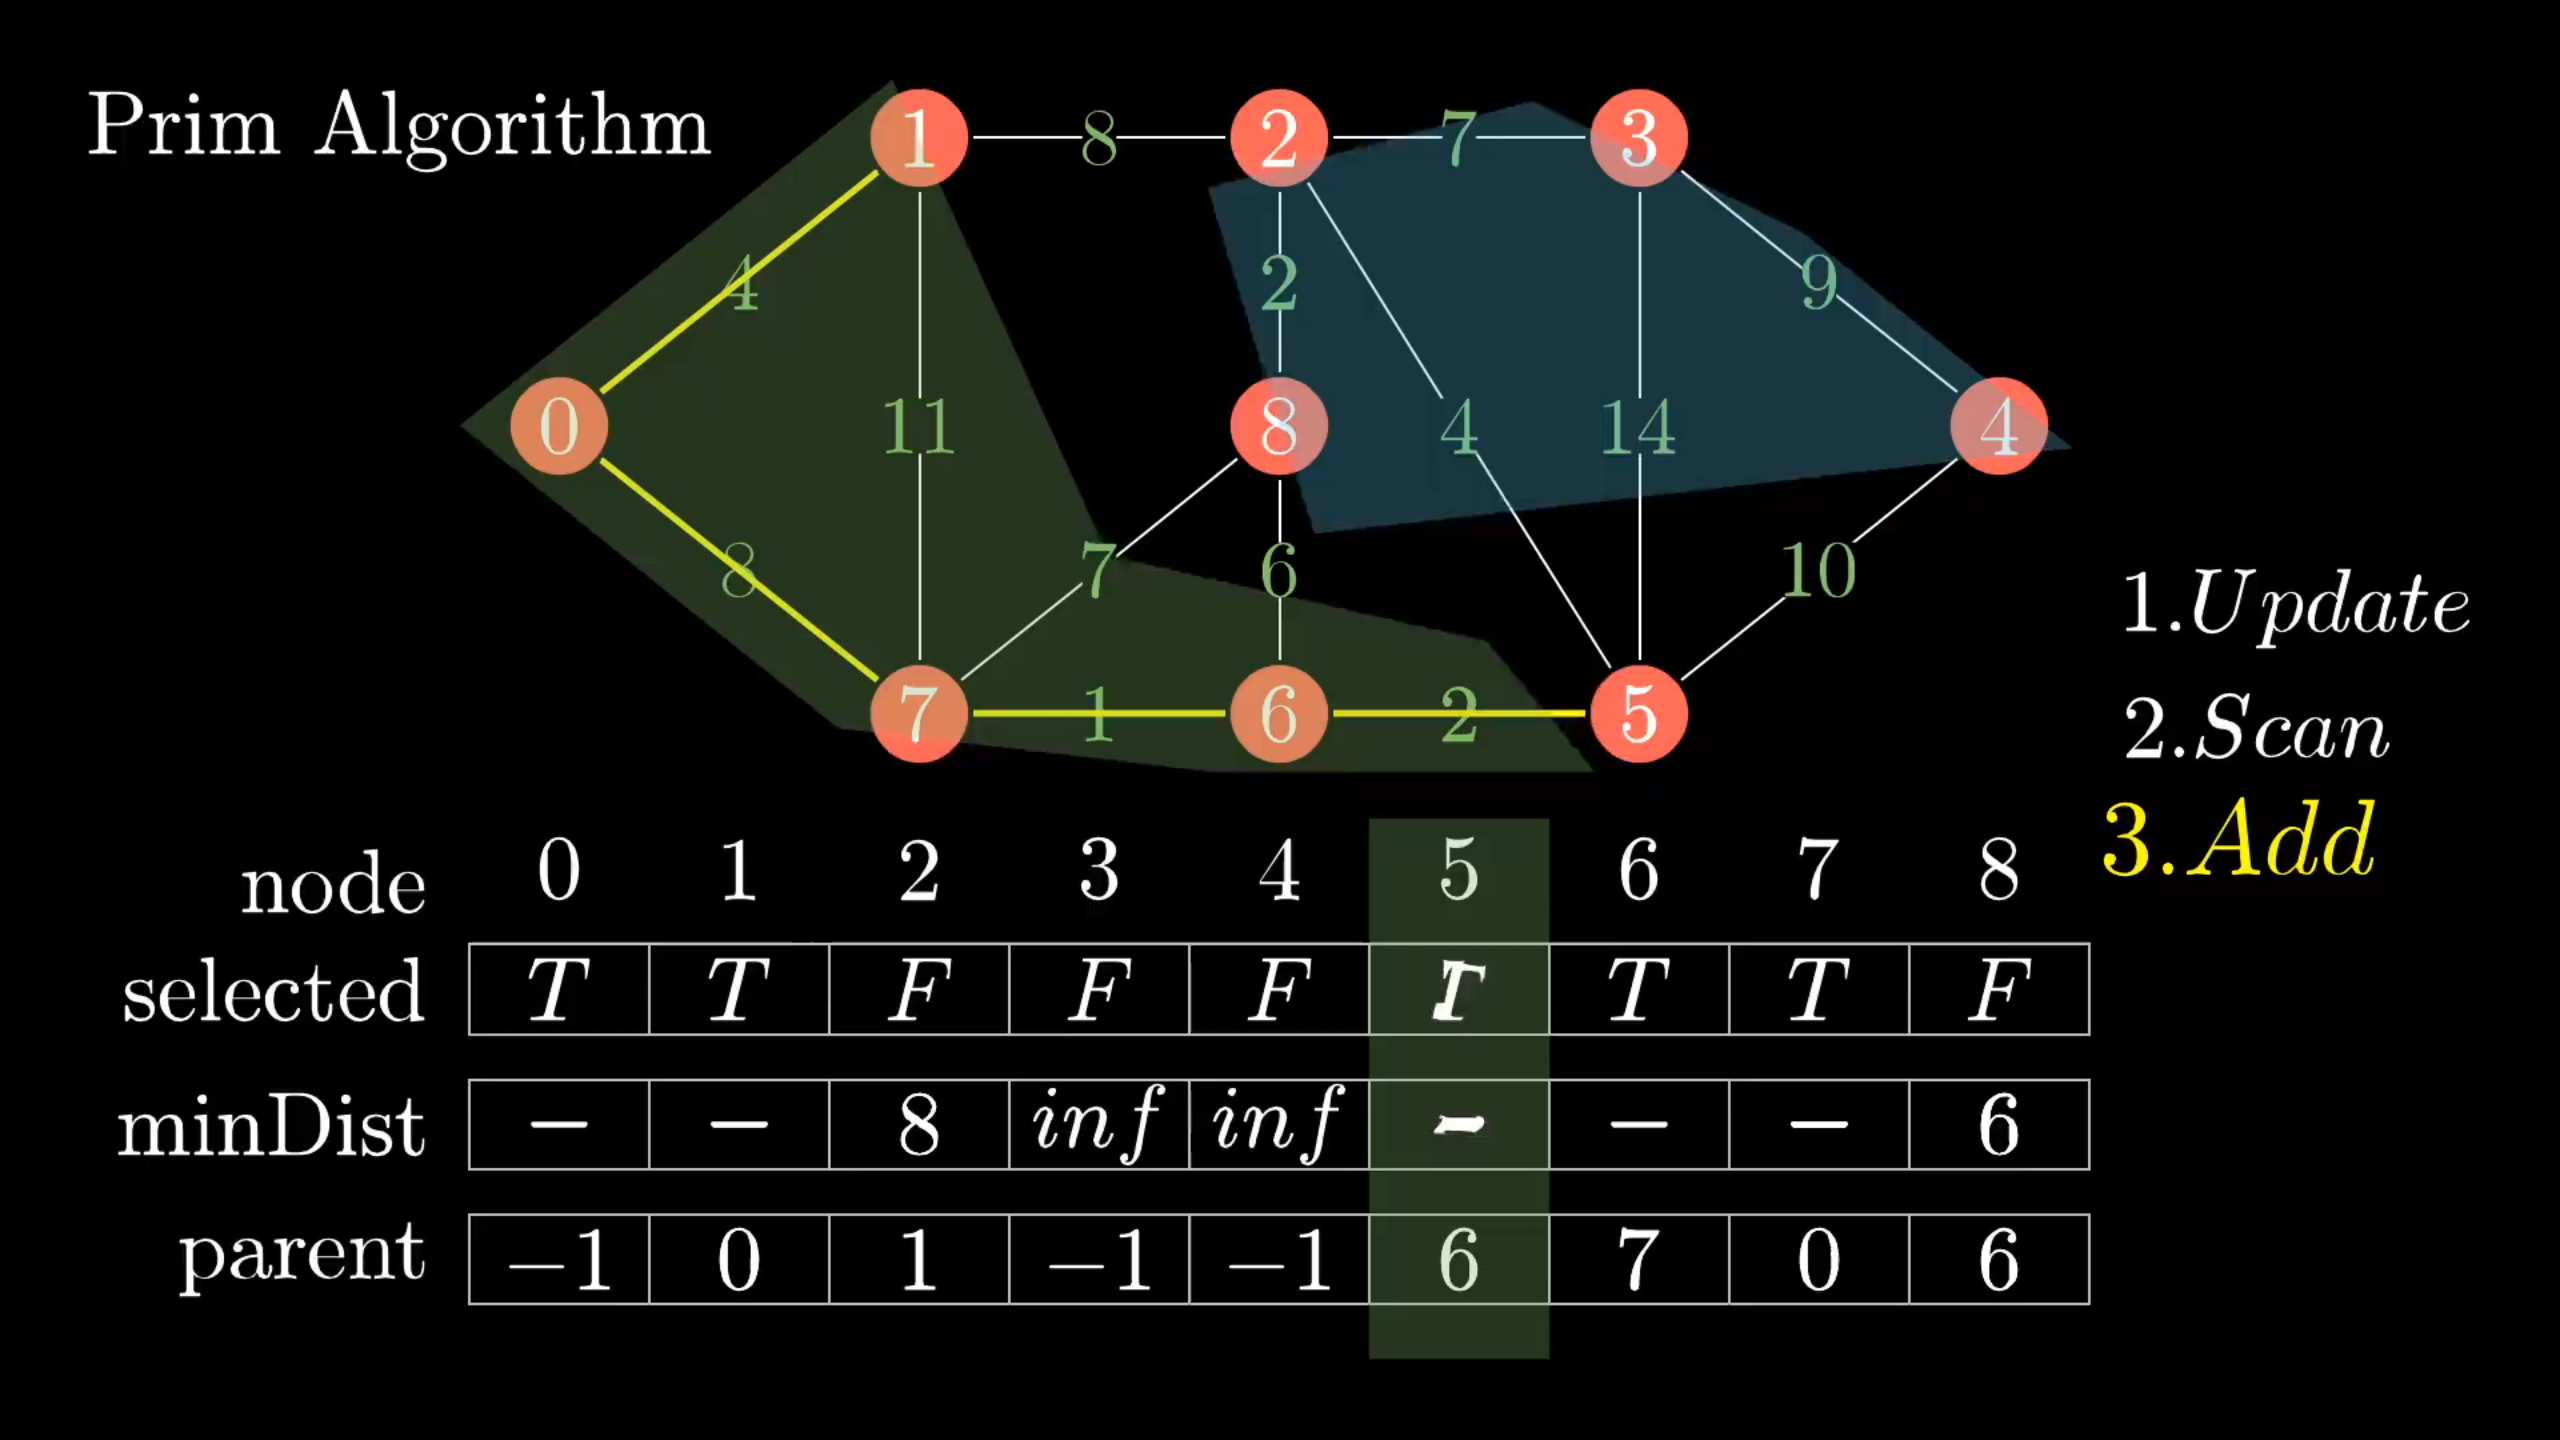 Prim Algorithm
1 8 2 7 3
4 2 9
0 11 8 4 14 4
8 7 6 10
1.Update
7 1 6 2 5
2.Scan
3.Add
node 0 1 2 3 4 5 6 7 8
selected T T F F F T T T F
minDist − − 8 inf inf - − − 6
parent −1 0 1 −1 −1 6 7 0 6